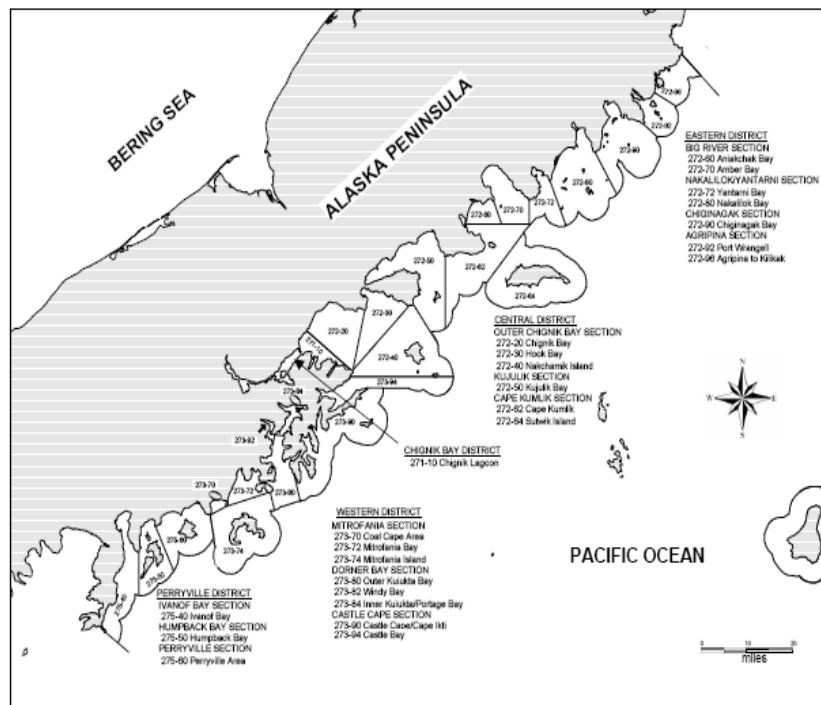 BERING SEA
ALASKA PENINSULA
272-96
272-92
272-90
272-80
272-72
272-70
272-60
272-50
272-62
272-64
272-30
272-20
271-10
272-40
273-94
273-84
273-90
273-82
273-70
273-72
273-80
273-74
275-60
275-50
275-40
EASTERN DISTRICT
BIG RIVER SECTION
272-60 Aniakchak Bay
272-70 Amber Bay
NAKALILOK/YANTARNI SECTION
272-72 Yantarni Bay
272-80 Nakalilok Bay
CHIGINAGAK SECTION
272-90 Chiginagak Bay
AGRIPINA SECTION
272-92 Port Wrangell
272-96 Agripina to Kilikak
CENTRAL DISTRICT
OUTER CHIGNIK BAY SECTION
272-20 Chignik Bay
272-30 Hook Bay
272-40 Nakchamik Island
KUJULIK SECTION
272-50 Kujulik Bay
CAPE KUMLIK SECTION
272-62 Cape Kumlik
272-64 Sutwik Island
CHIGNIK BAY DISTRICT
271-10 Chignik Lagoon
WESTERN DISTRICT
MITROFANIA SECTION
273-70 Coal Cape Area
273-72 Mitrofania Bay
273-74 Mitrofania Island
DORNER BAY SECTION
273-80 Outer Kuiukta Bay
273-82 Windy Bay
273-84 Inner Kuiukta/Portage Bay
CASTLE CAPE SECTION
273-90 Castle Cape/Cape Ikti
273-94 Castle Bay
PERRYVILLE DISTRICT
IVANOF BAY SECTION
275-40 Ivanof Bay
HUMPBACK BAY SECTION
275-50 Humpback Bay
PERRYVILLE SECTION
275-60 Perryville Area
N
W
E
S
PACIFIC OCEAN
0 10 20
miles